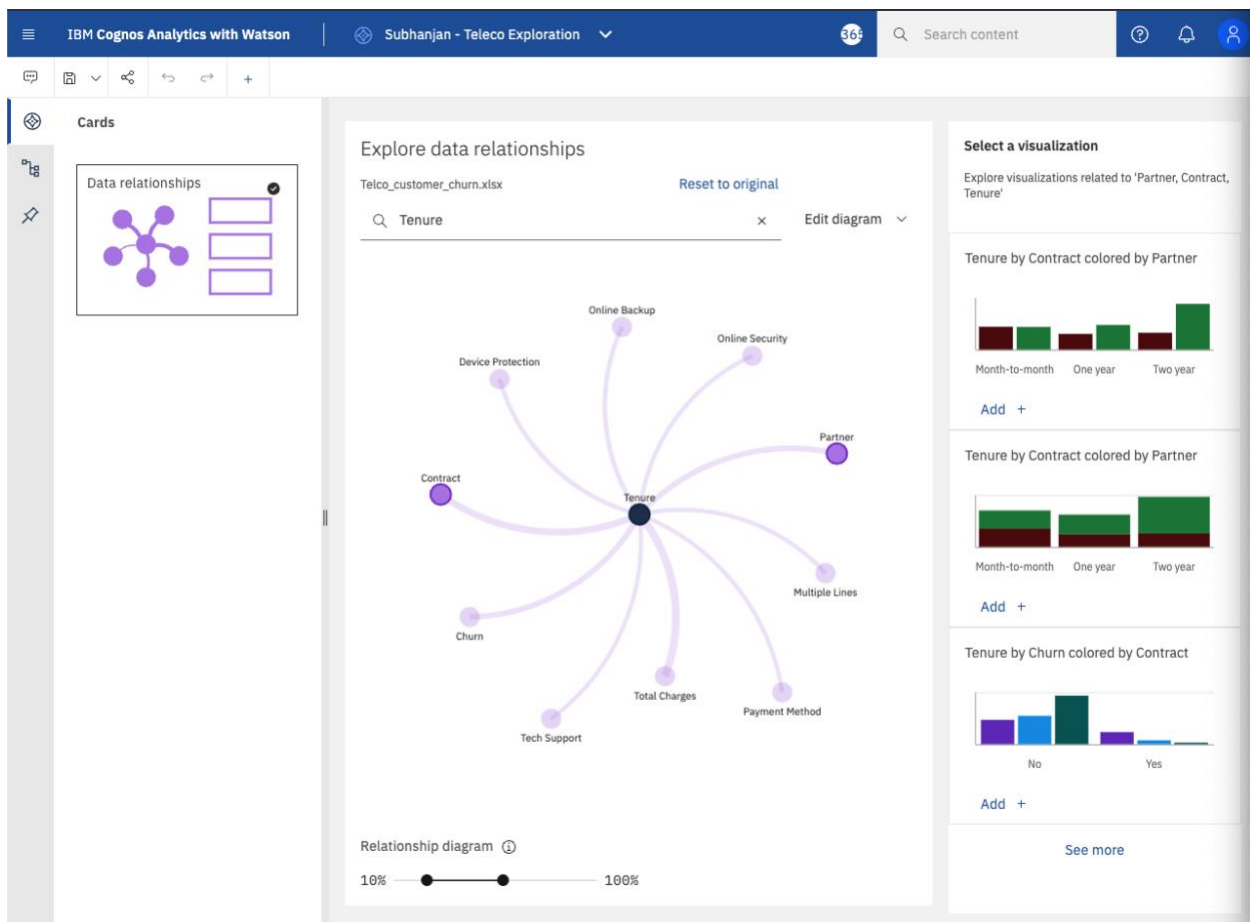 IBM Cognos Analytics with Watson
Subhanjan - Teleco Exploration
365
Search content
Cards
Data relationships
Explore data relationships
Telco_customer_churn.xlsx
Reset to original
Tenure
Edit diagram
Online Backup
Online Security
Device Protection
Partner
Contract
Tenure
Multiple Lines
Churn
Total Charges
Payment Method
Tech Support
Relationship diagram
10%
100%
Select a visualization
Explore visualizations related to 'Partner, Contract,
Tenure'
Tenure by Contract colored by Partner
Month-to-month One year Two year
Add +
Tenure by Contract colored by Partner
Month-to-month One year Two year
Add +
Tenure by Churn colored by Contract
No Yes
Add +
See more